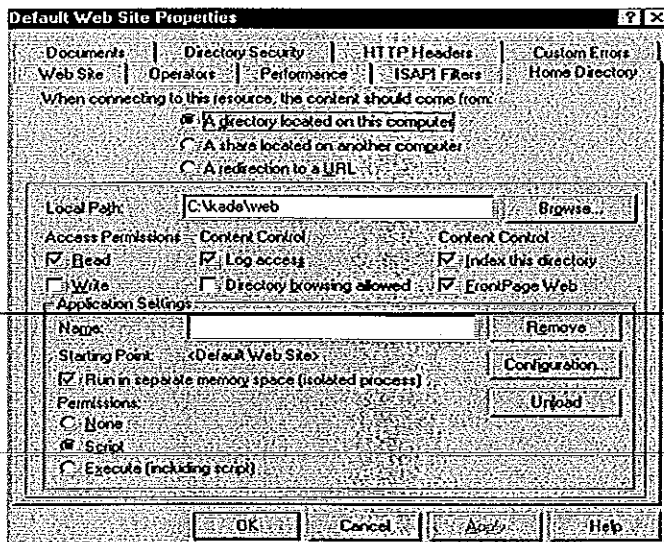 Default Web Site Properties
Documents Directory Security HTTP Headers Custom Errors
Web Site Operators Performance ISAPI Filters Home Directory
When connecting to this resource, the content should come from:
A directory located on this computer
A share located on another computer
A redirection to a URL
Local Path: C:\kada\web Browse...
Access Permissions Content Control Content Control
Read Log access Index this directory
Write Directory browsing allowed FrontPage Web
Application Settings
Name: Remove
Starting Point: <Default Web Site> Configuration...
Run in separate memory space (isolated process)
Unload
Permissions:
None
Script
Execute (including script)
OK Cancel Apply Help